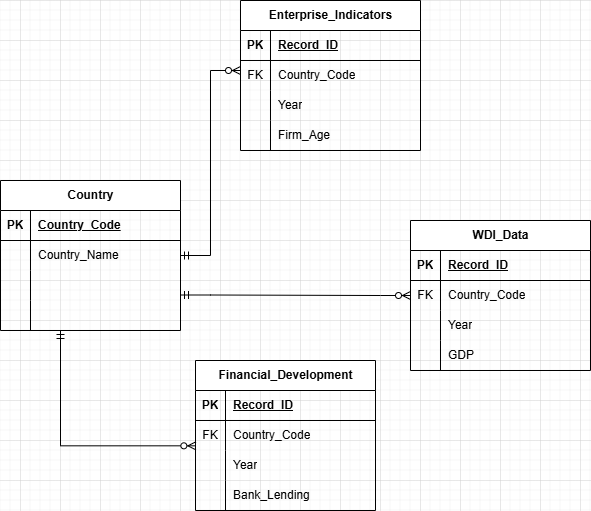 Enterprise_Indicators
PK Record_ID
FK Country_Code
Year
Firm_Age
Country
PK Country_Code
Country_Name
WDI_Data
PK Record_ID
FK Country_Code
Year
GDP
Financial_Development
PK Record_ID
FK Country_Code
Year
Bank_Lending